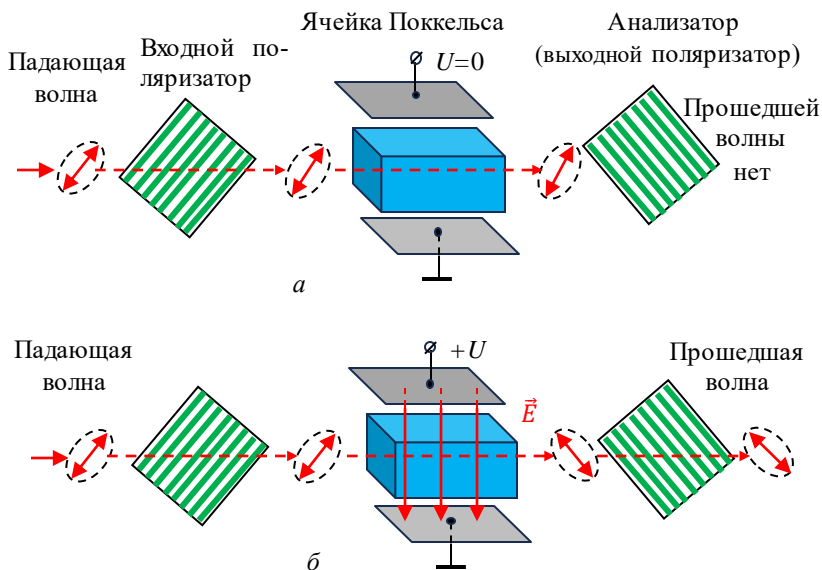 Ячейка Поккельса
Анализатор
(выходной поляризатор)
Входной по-
ляризатор
Падающая
волна
U=0
Прошедшей
волны
нет
а
Падающая
волна
+U
E⃗
Прошедшая
волна
б